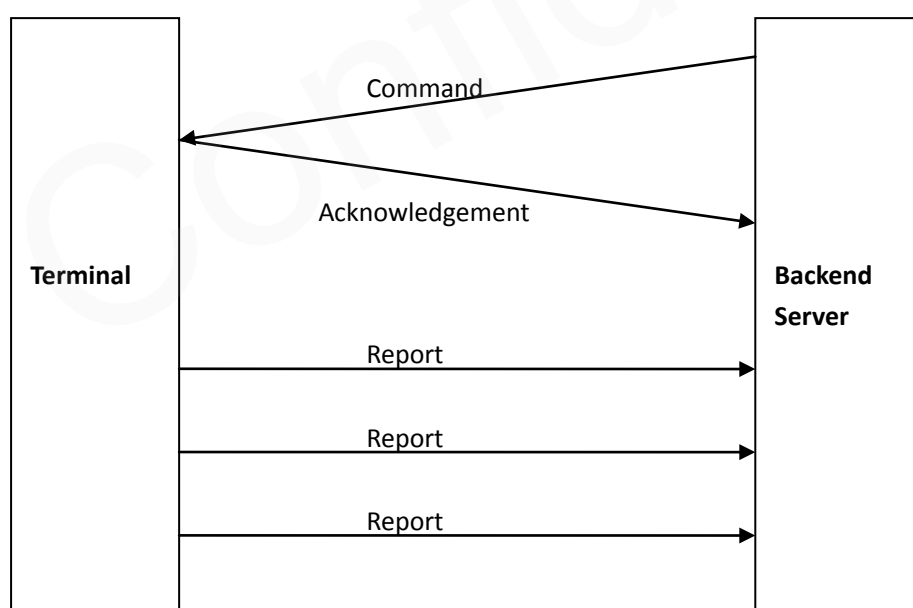 Command
Acknowledgement
Terminal
Backend
Server
Report
Report
Report